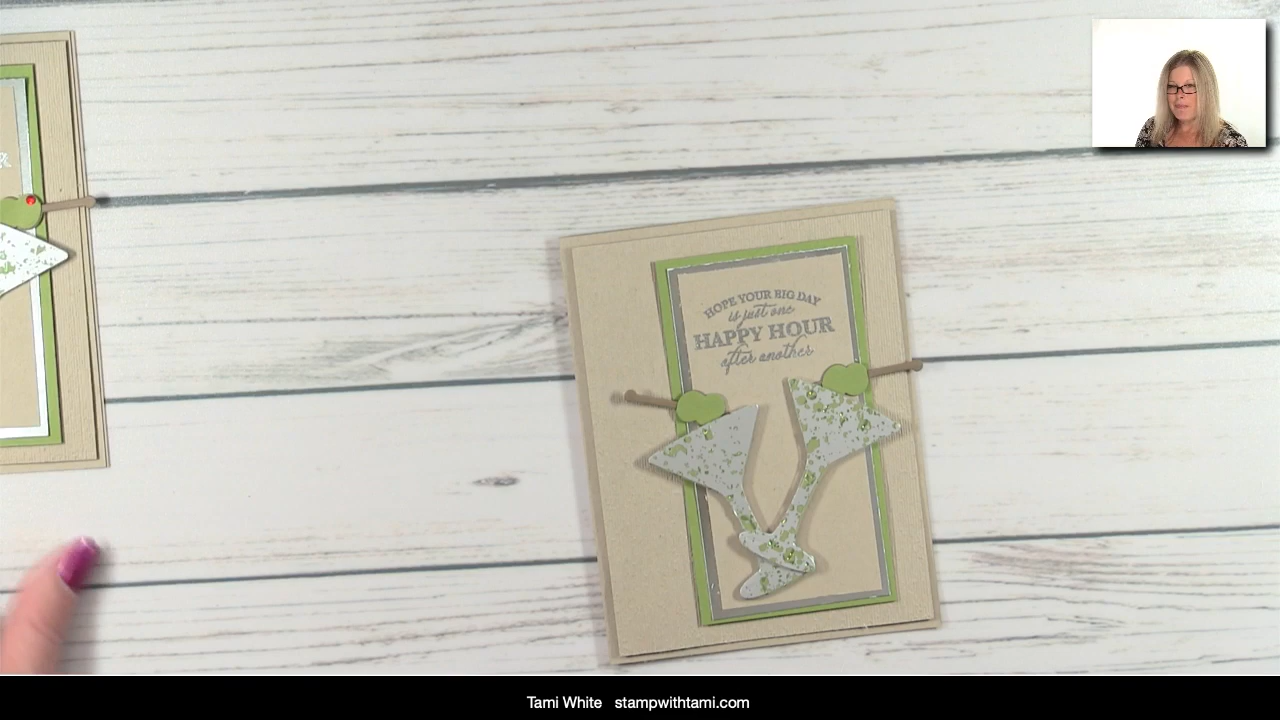 HOPE YOUR BIG DAY
is just one
HAPPY HOUR
after another
Tami White stampwithtami.com